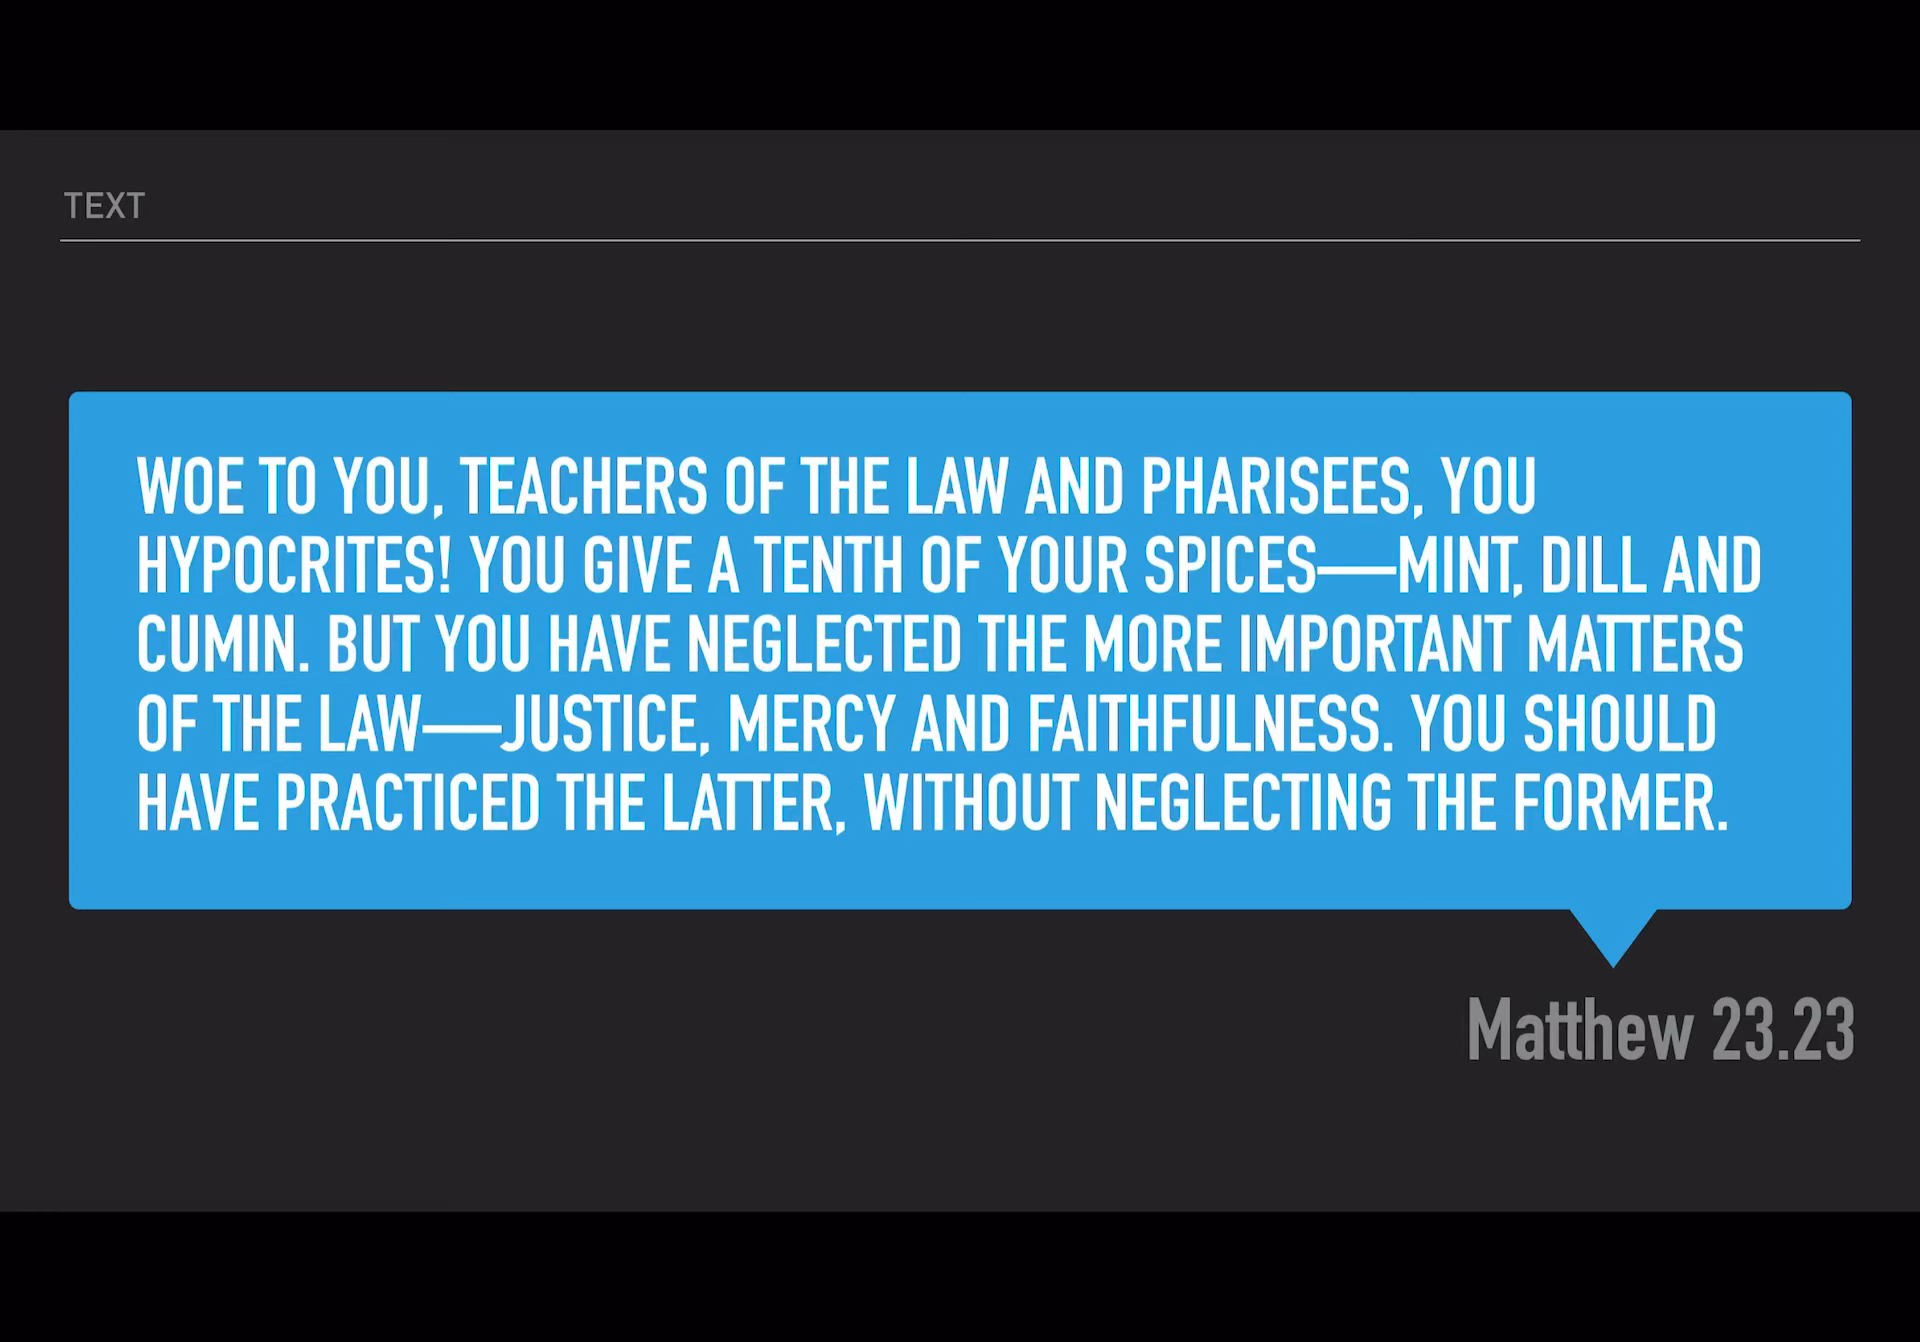 TEXT
WOE TO YOU, TEACHERS OF THE LAW AND PHARISEES, YOU
HYPOCRITES! YOU GIVE A TENTH OF YOUR SPICES—MINT, DILL AND
CUMIN. BUT YOU HAVE NEGLECTED THE MORE IMPORTANT MATTERS
OF THE LAW—JUSTICE, MERCY AND FAITHFULNESS. YOU SHOULD
HAVE PRACTICED THE LATTER, WITHOUT NEGLECTING THE FORMER.
Matthew 23.23